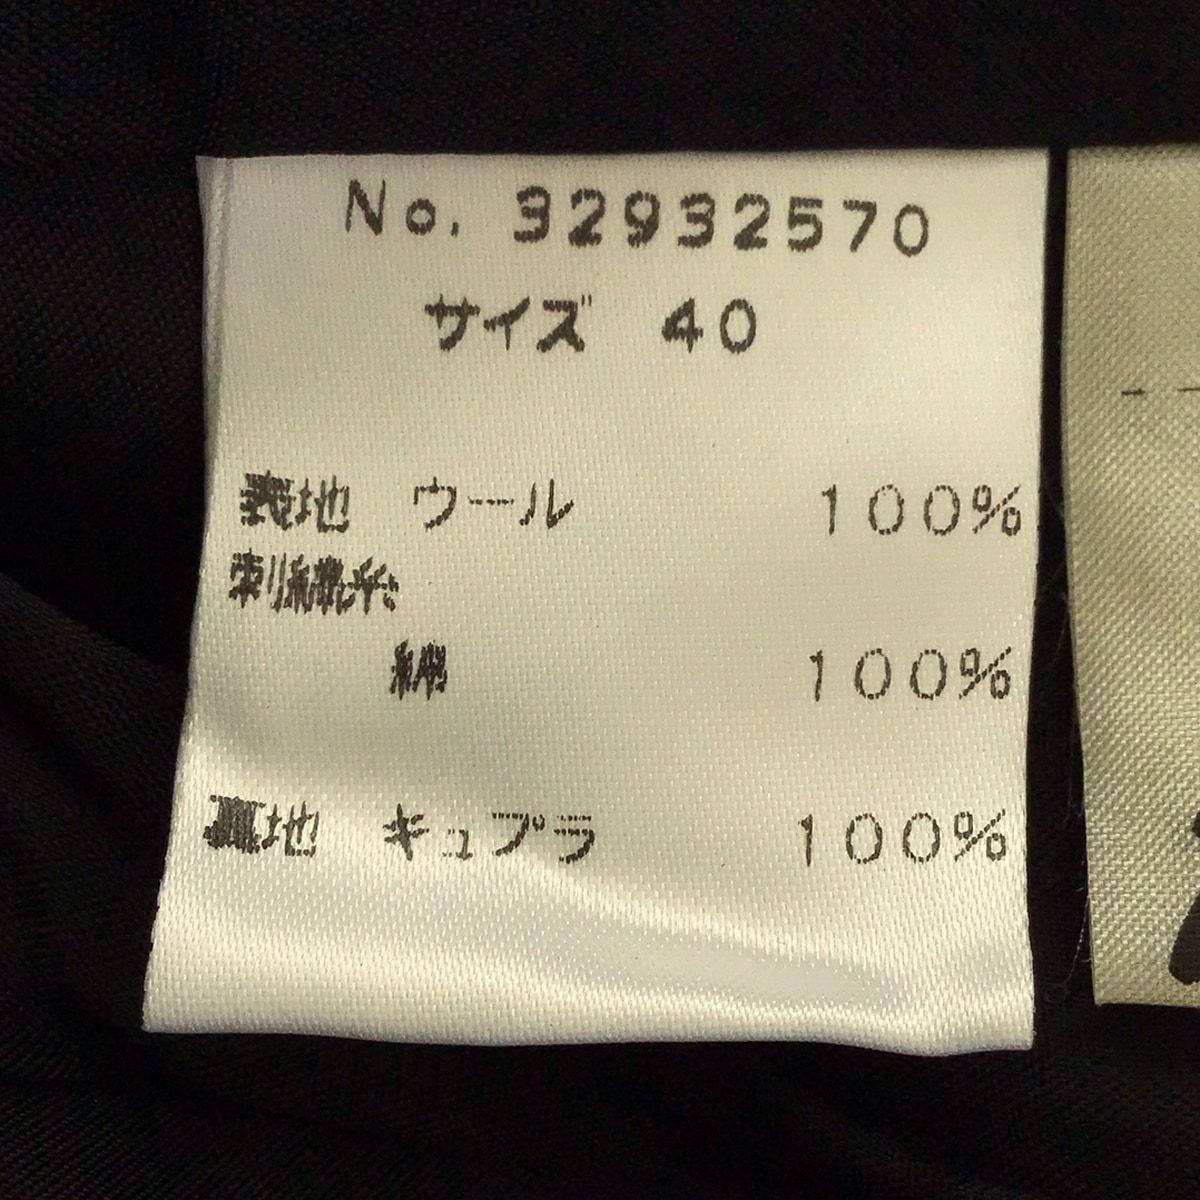 No. 32932570
サイズ 40
表地 ウール 100%
刺繍糸
綿 100%
裏地 キュプラ 100%